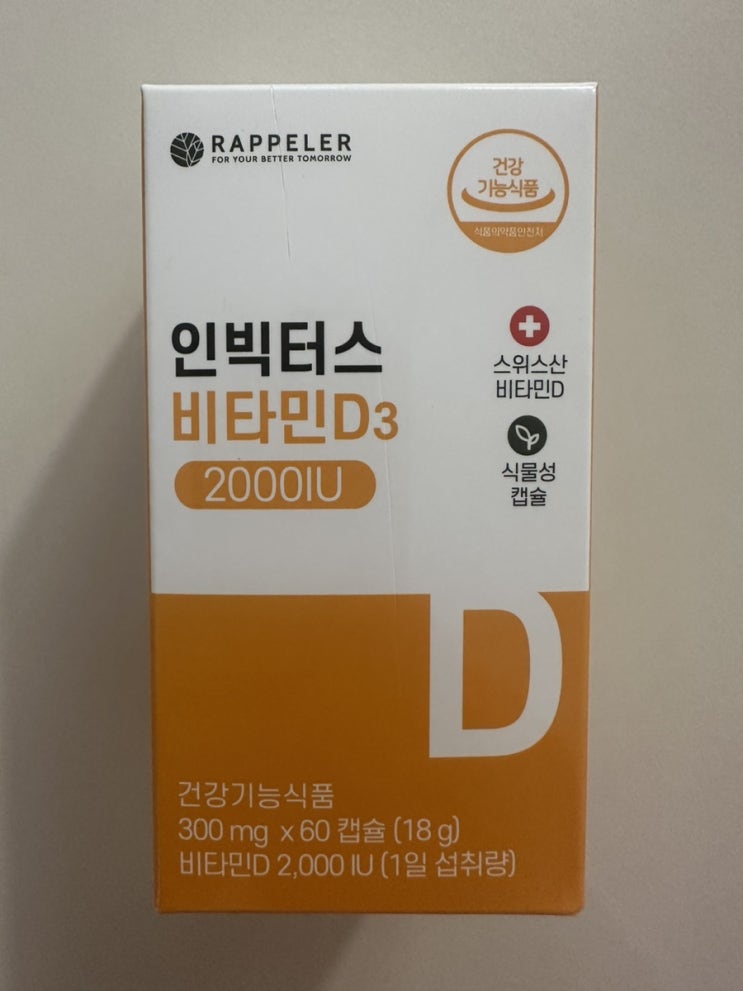 RAPPELER
FOR YOUR BETTER TOMORROW
건강
기능식품
식품의약품안전처
인빅터스
비타민D3
2000IU
스위스산
비타민D
식물성
캡슐
D
건강기능식품
300 mg x 60 캡슐 (18 g)
비타민D 2,000 IU (1일 섭취량)